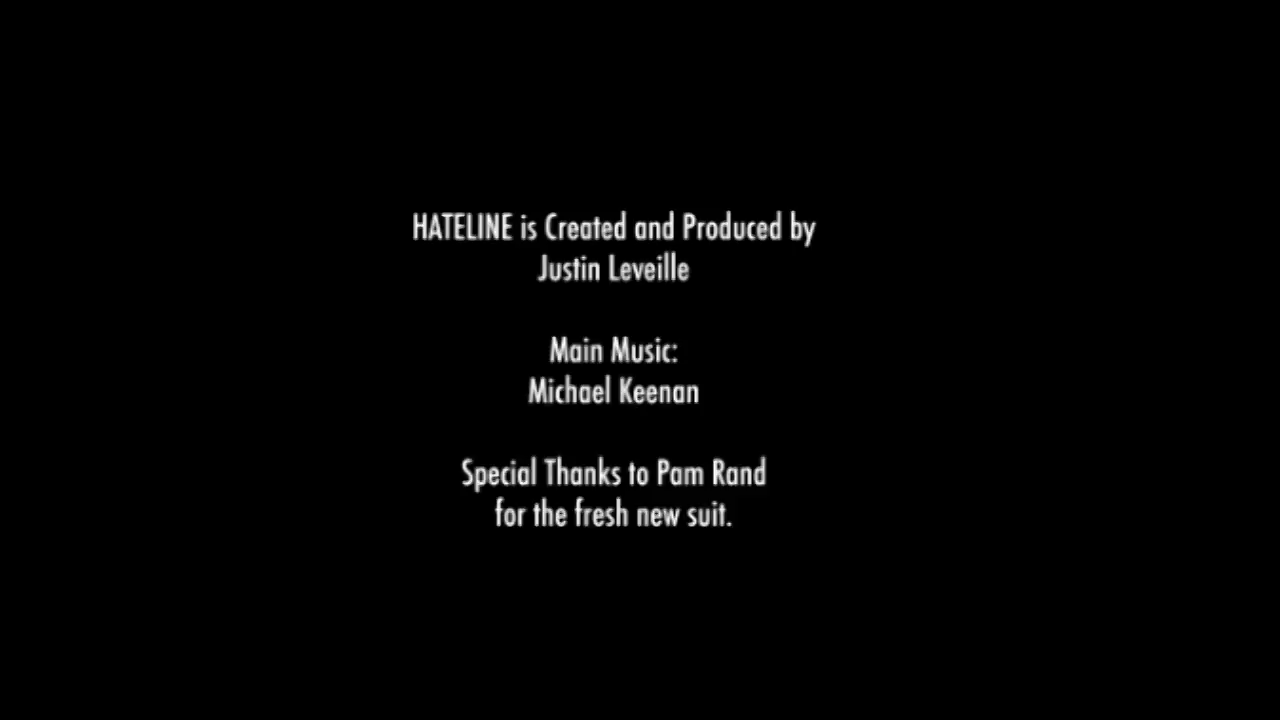 HATELINE is Created and Produced by
Justin Leveille
Main Music:
Michael Keenan
Special Thanks to Pam Rand
for the fresh new suit.